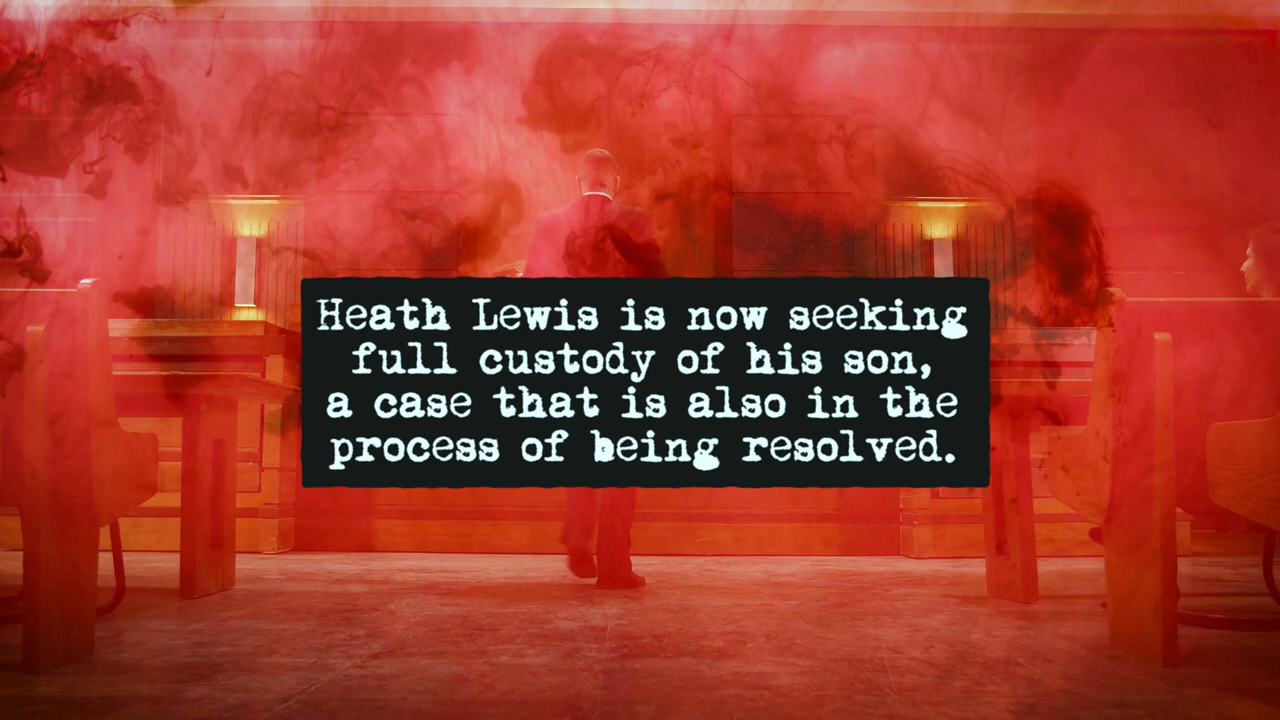 Heath Lewis is now seeking
full custody of his son,
a case that is also in the
process of being resolved.